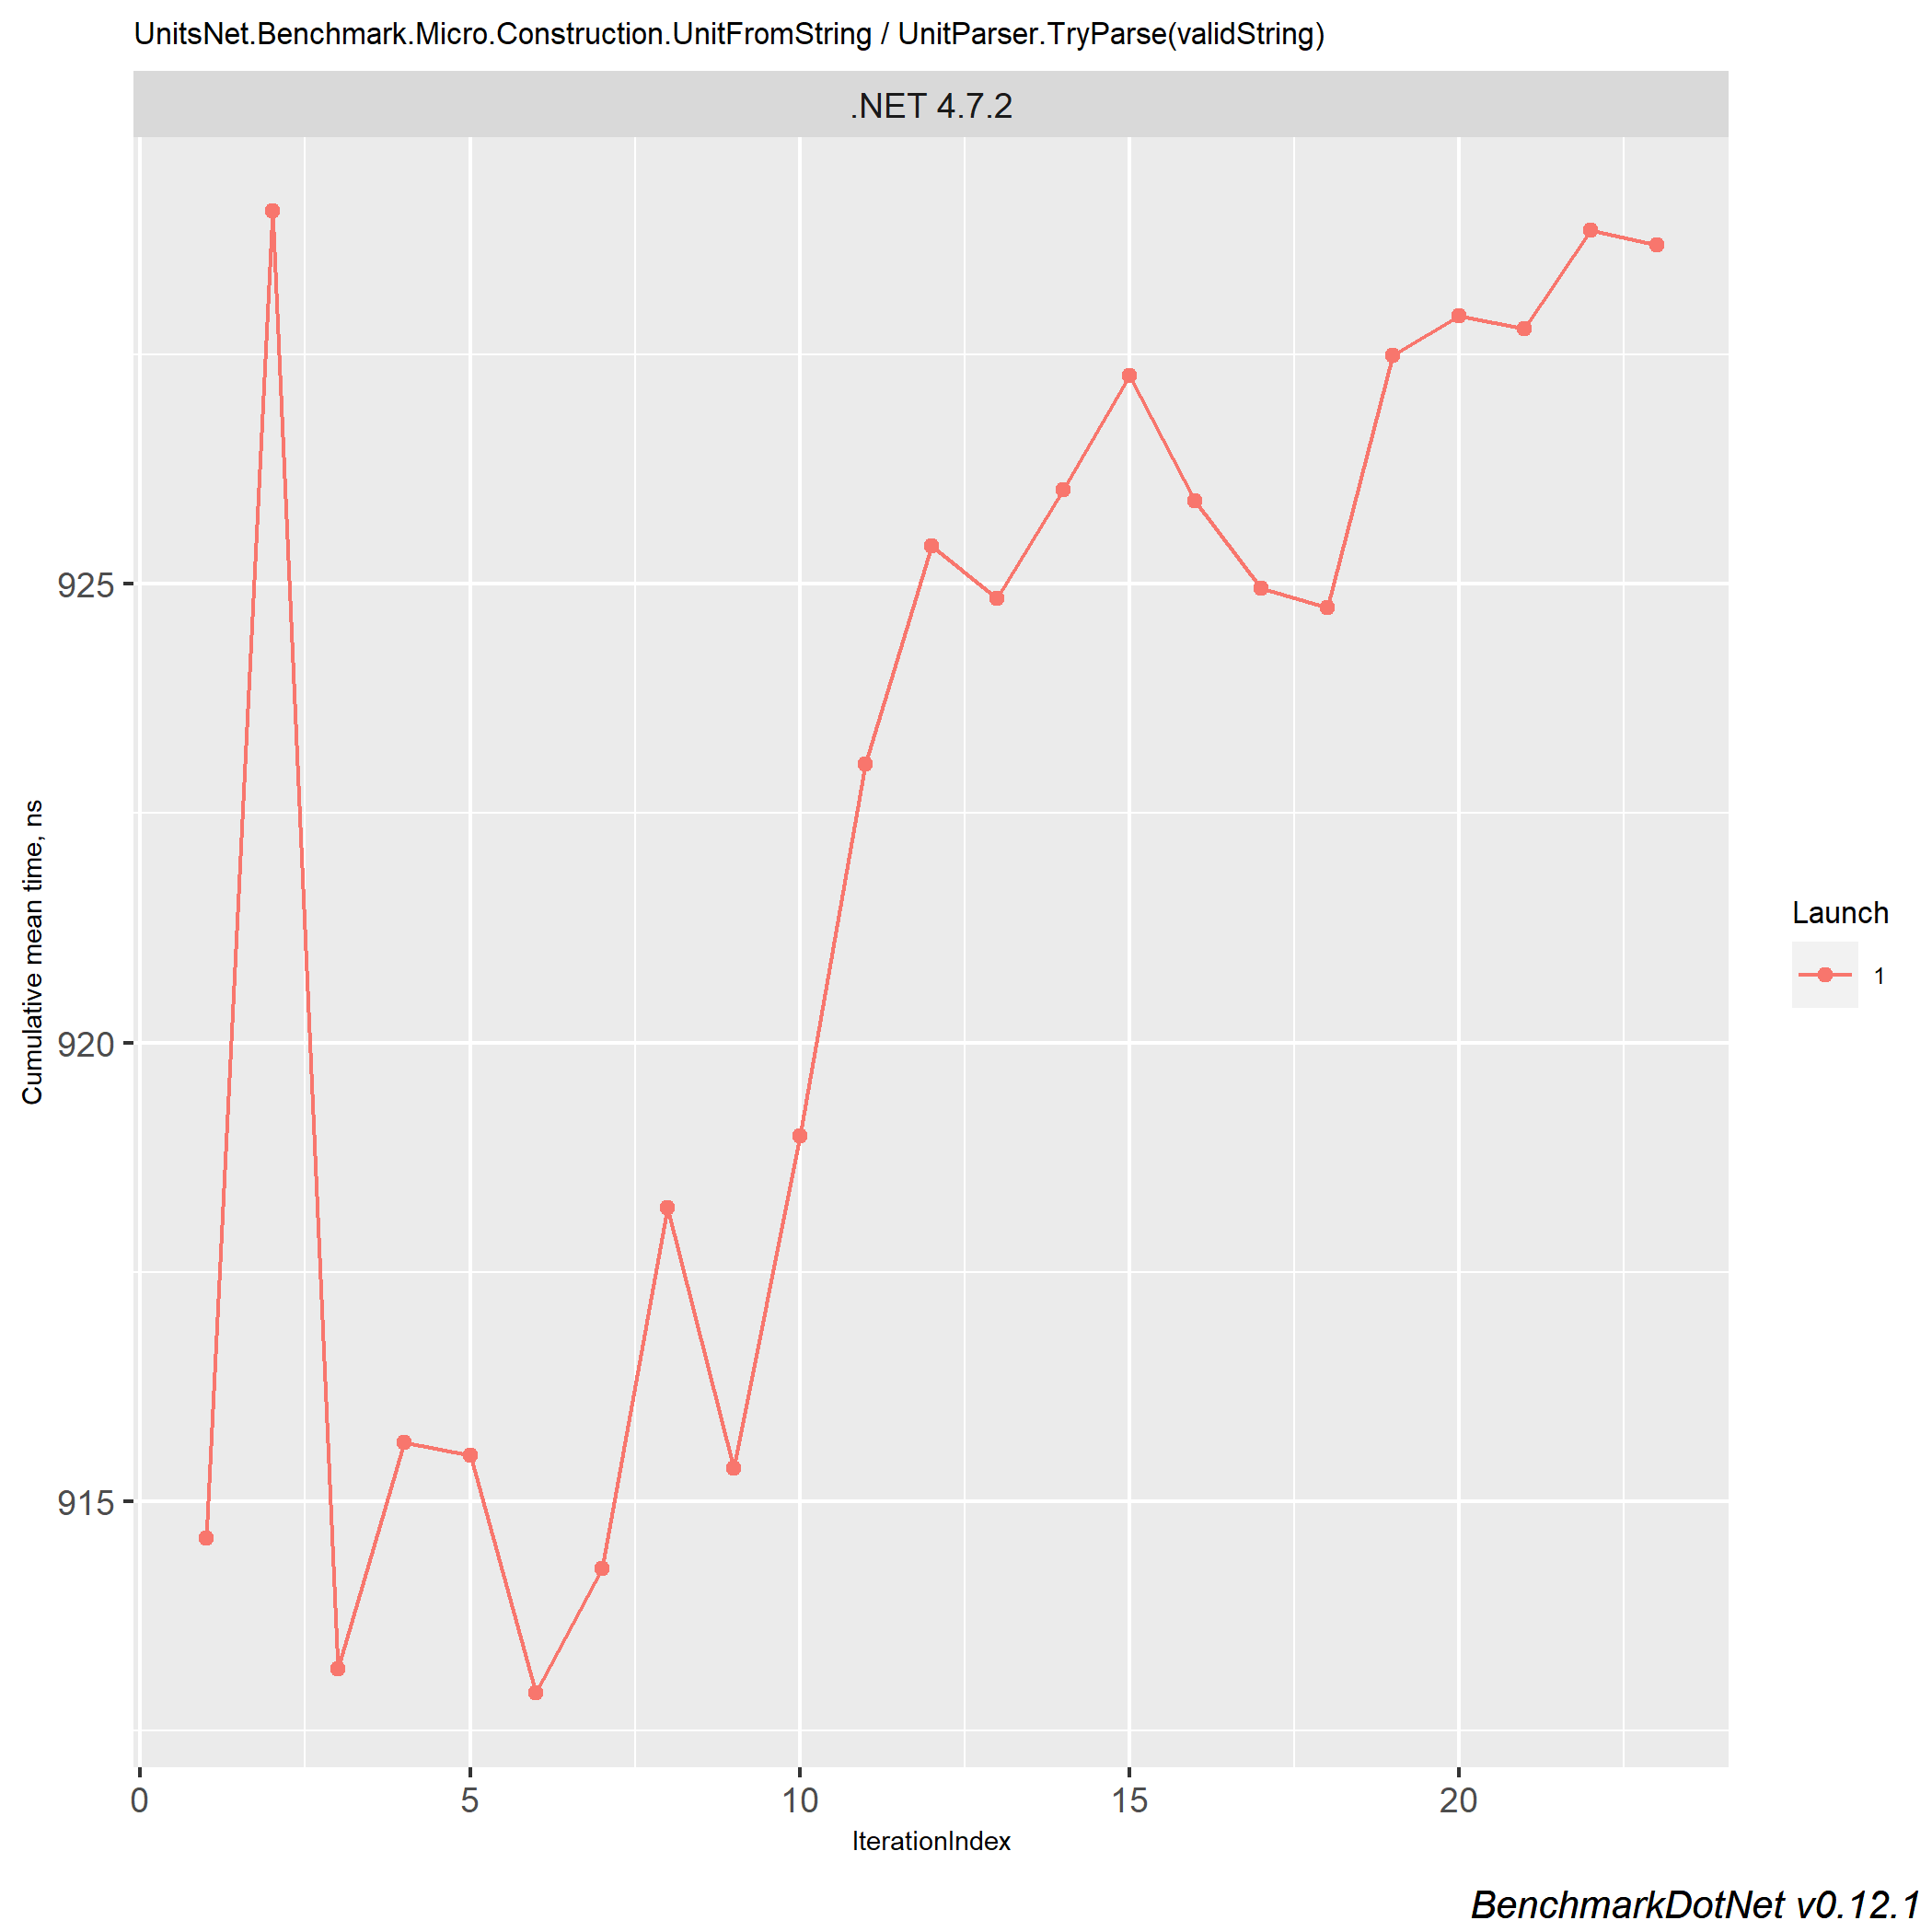 UnitsNet.Benchmark.Micro.Construction.UnitFromString / UnitParser.TryParse(validString)
.NET 4.7.2
925
920
915
Cumulative mean time, ns
0 5 10 15 20
IterationIndex
Launch
1
BenchmarkDotNet v0.12.1